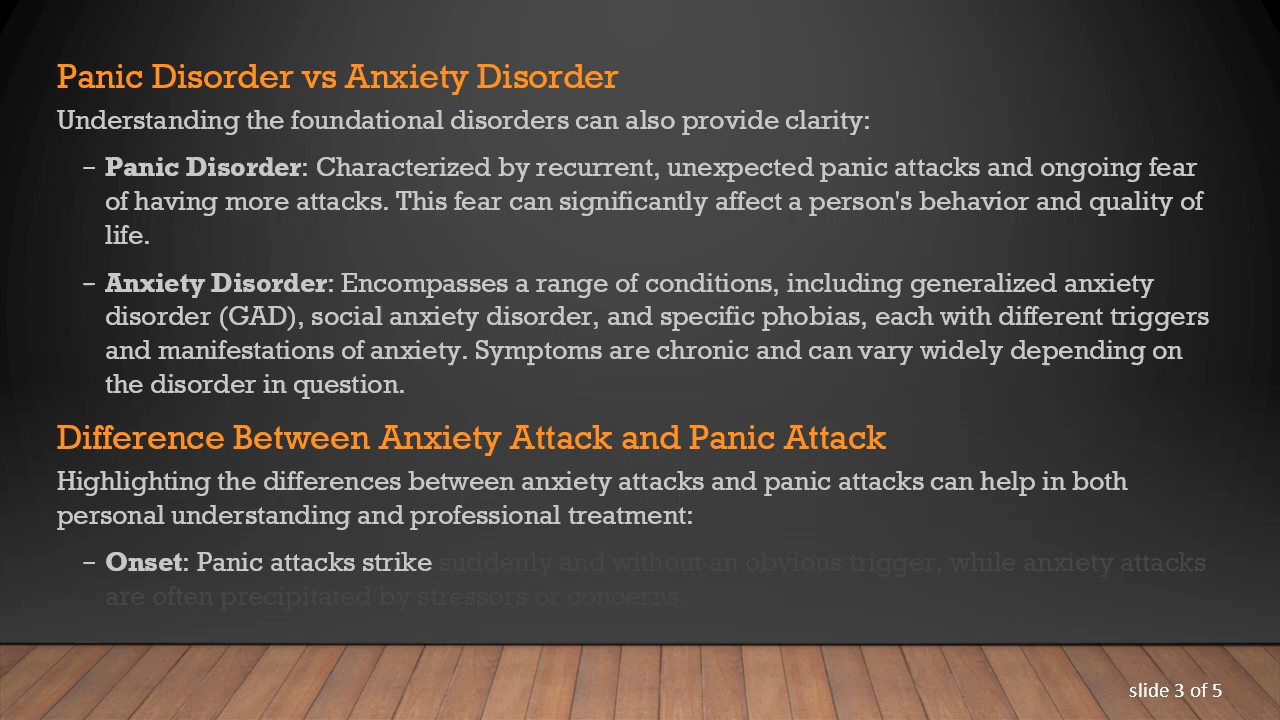 Panic Disorder vs Anxiety Disorder
Understanding the foundational disorders can also provide clarity:
– Panic Disorder: Characterized by recurrent, unexpected panic attacks and ongoing fear
of having more attacks. This fear can significantly affect a person's behavior and quality of
life.
– Anxiety Disorder: Encompasses a range of conditions, including generalized anxiety
disorder (GAD), social anxiety disorder, and specific phobias, each with different triggers
and manifestations of anxiety. Symptoms are chronic and can vary widely depending on
the disorder in question.
Difference Between Anxiety Attack and Panic Attack
Highlighting the differences between anxiety attacks and panic attacks can help in both
personal understanding and professional treatment:
– Onset: Panic attacks strike suddenly and without an obvious trigger, while anxiety attacks
are often precipitated by stressors or concerns.
slide 3 of 5